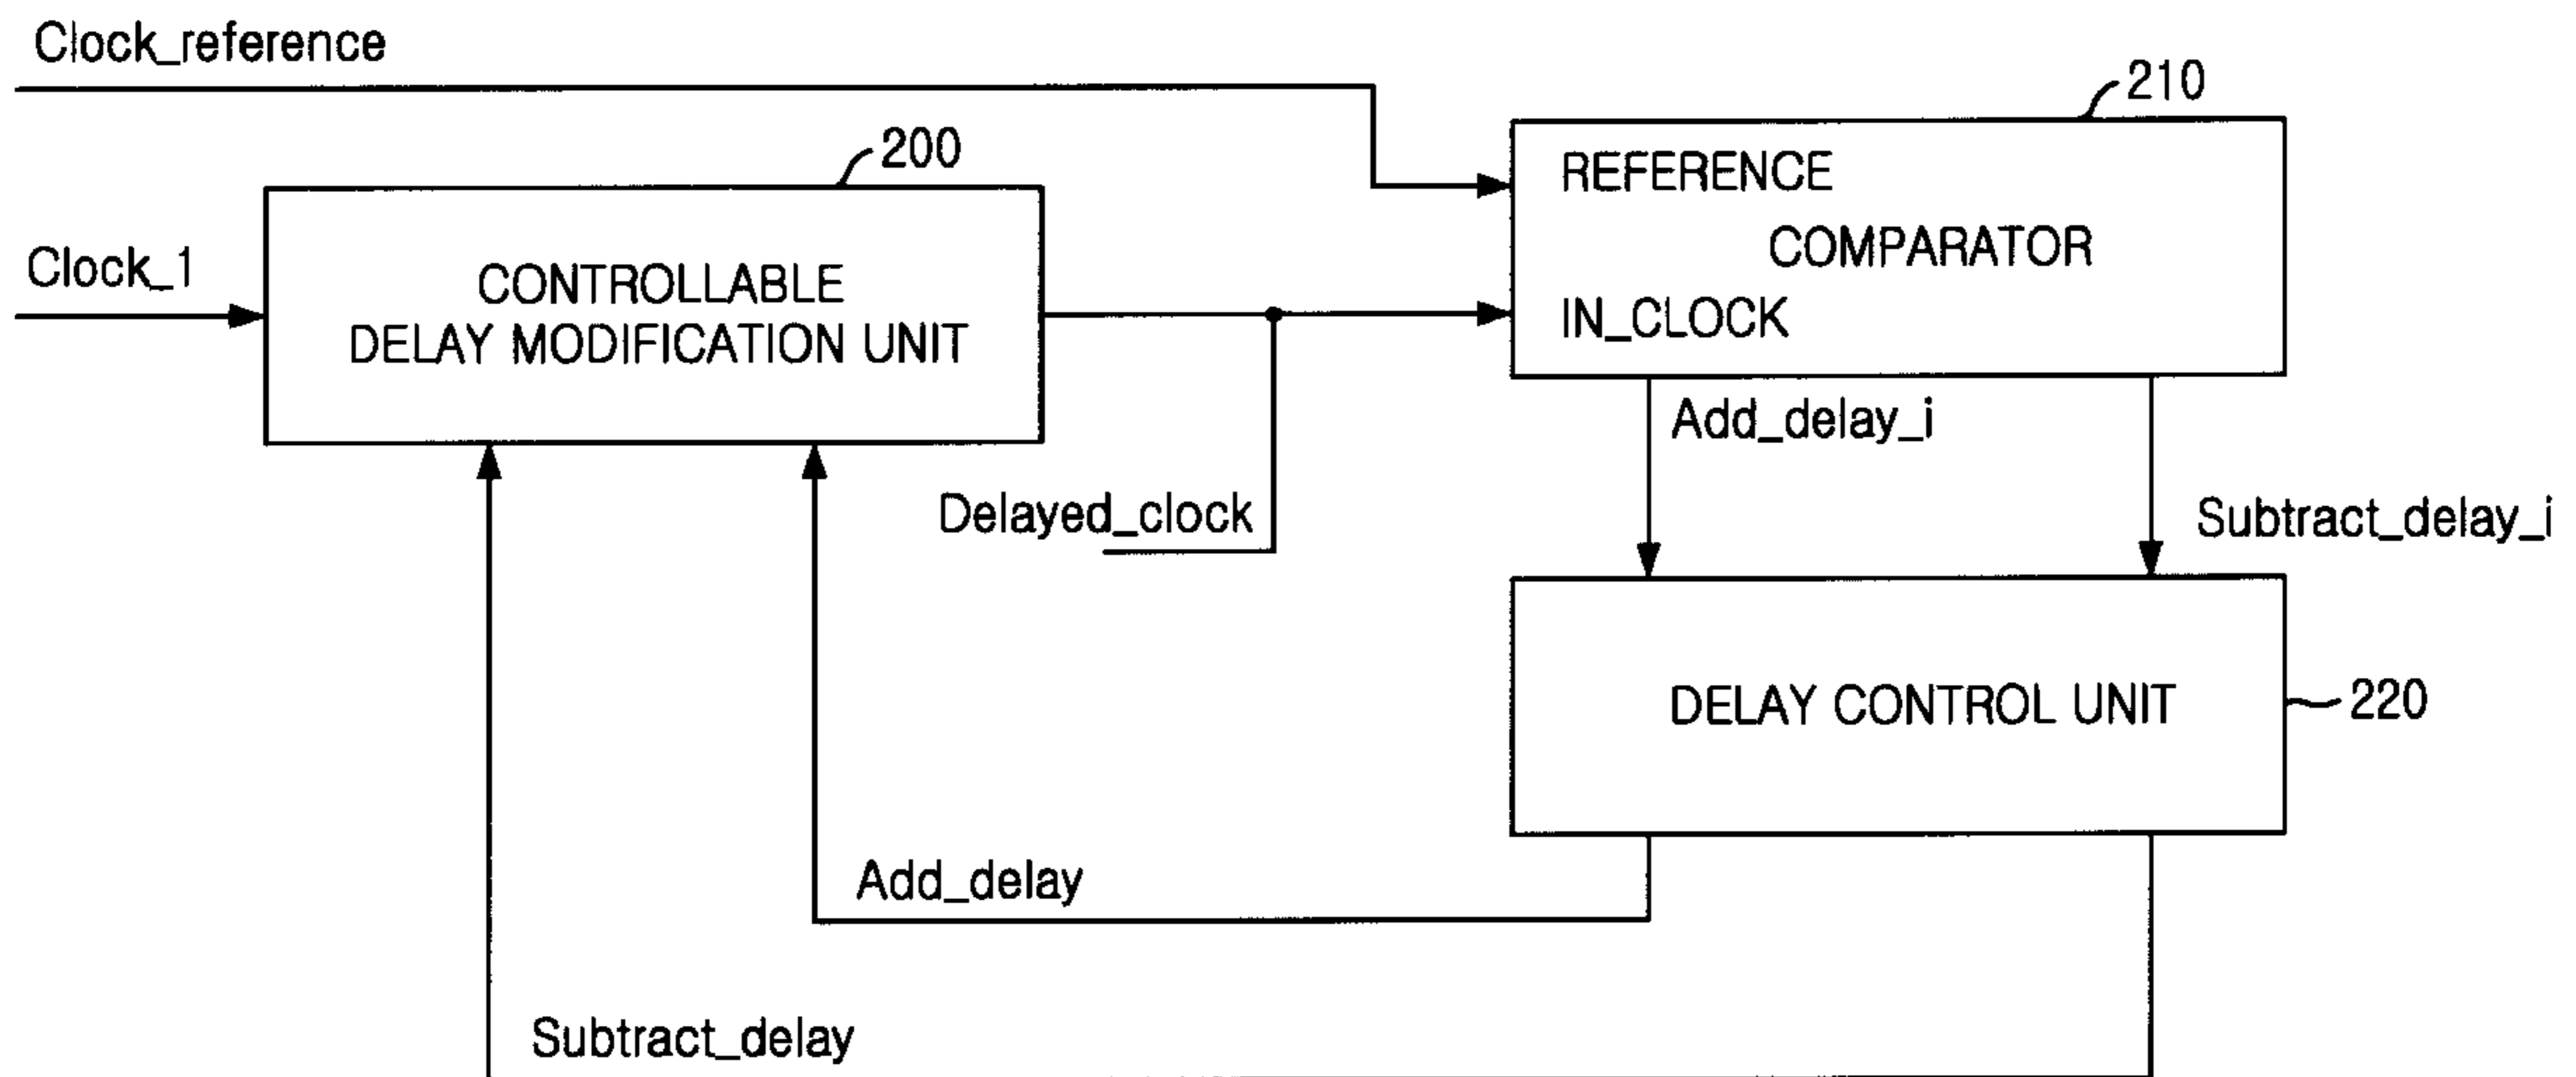 Clock_reference
210
200
REFERENCE
COMPARATOR
IN_CLOCK
Clock_1
CONTROLLABLE
DELAY MODIFICATION UNIT
Add_delay_i
Delayed_clock
Subtract_delay_i
DELAY CONTROL UNIT
220
Add_delay
Subtract_delay